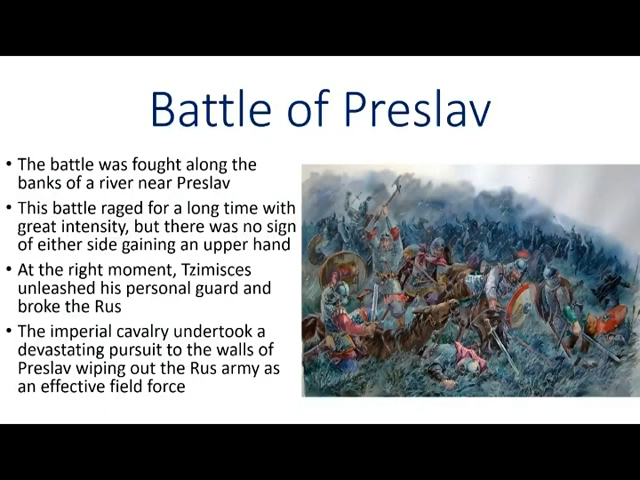 Battle of Preslav
• The battle was fought along the
banks of a river near Preslav
• This battle raged for a long time with
great intensity, but there was no sign
of either side gaining an upper hand
• At the right moment, Tzimisces
unleashed his personal guard and
broke the Rus
• The imperial cavalry undertook a
devastating pursuit to the walls of
Preslav wiping out the Rus army as
an effective field force